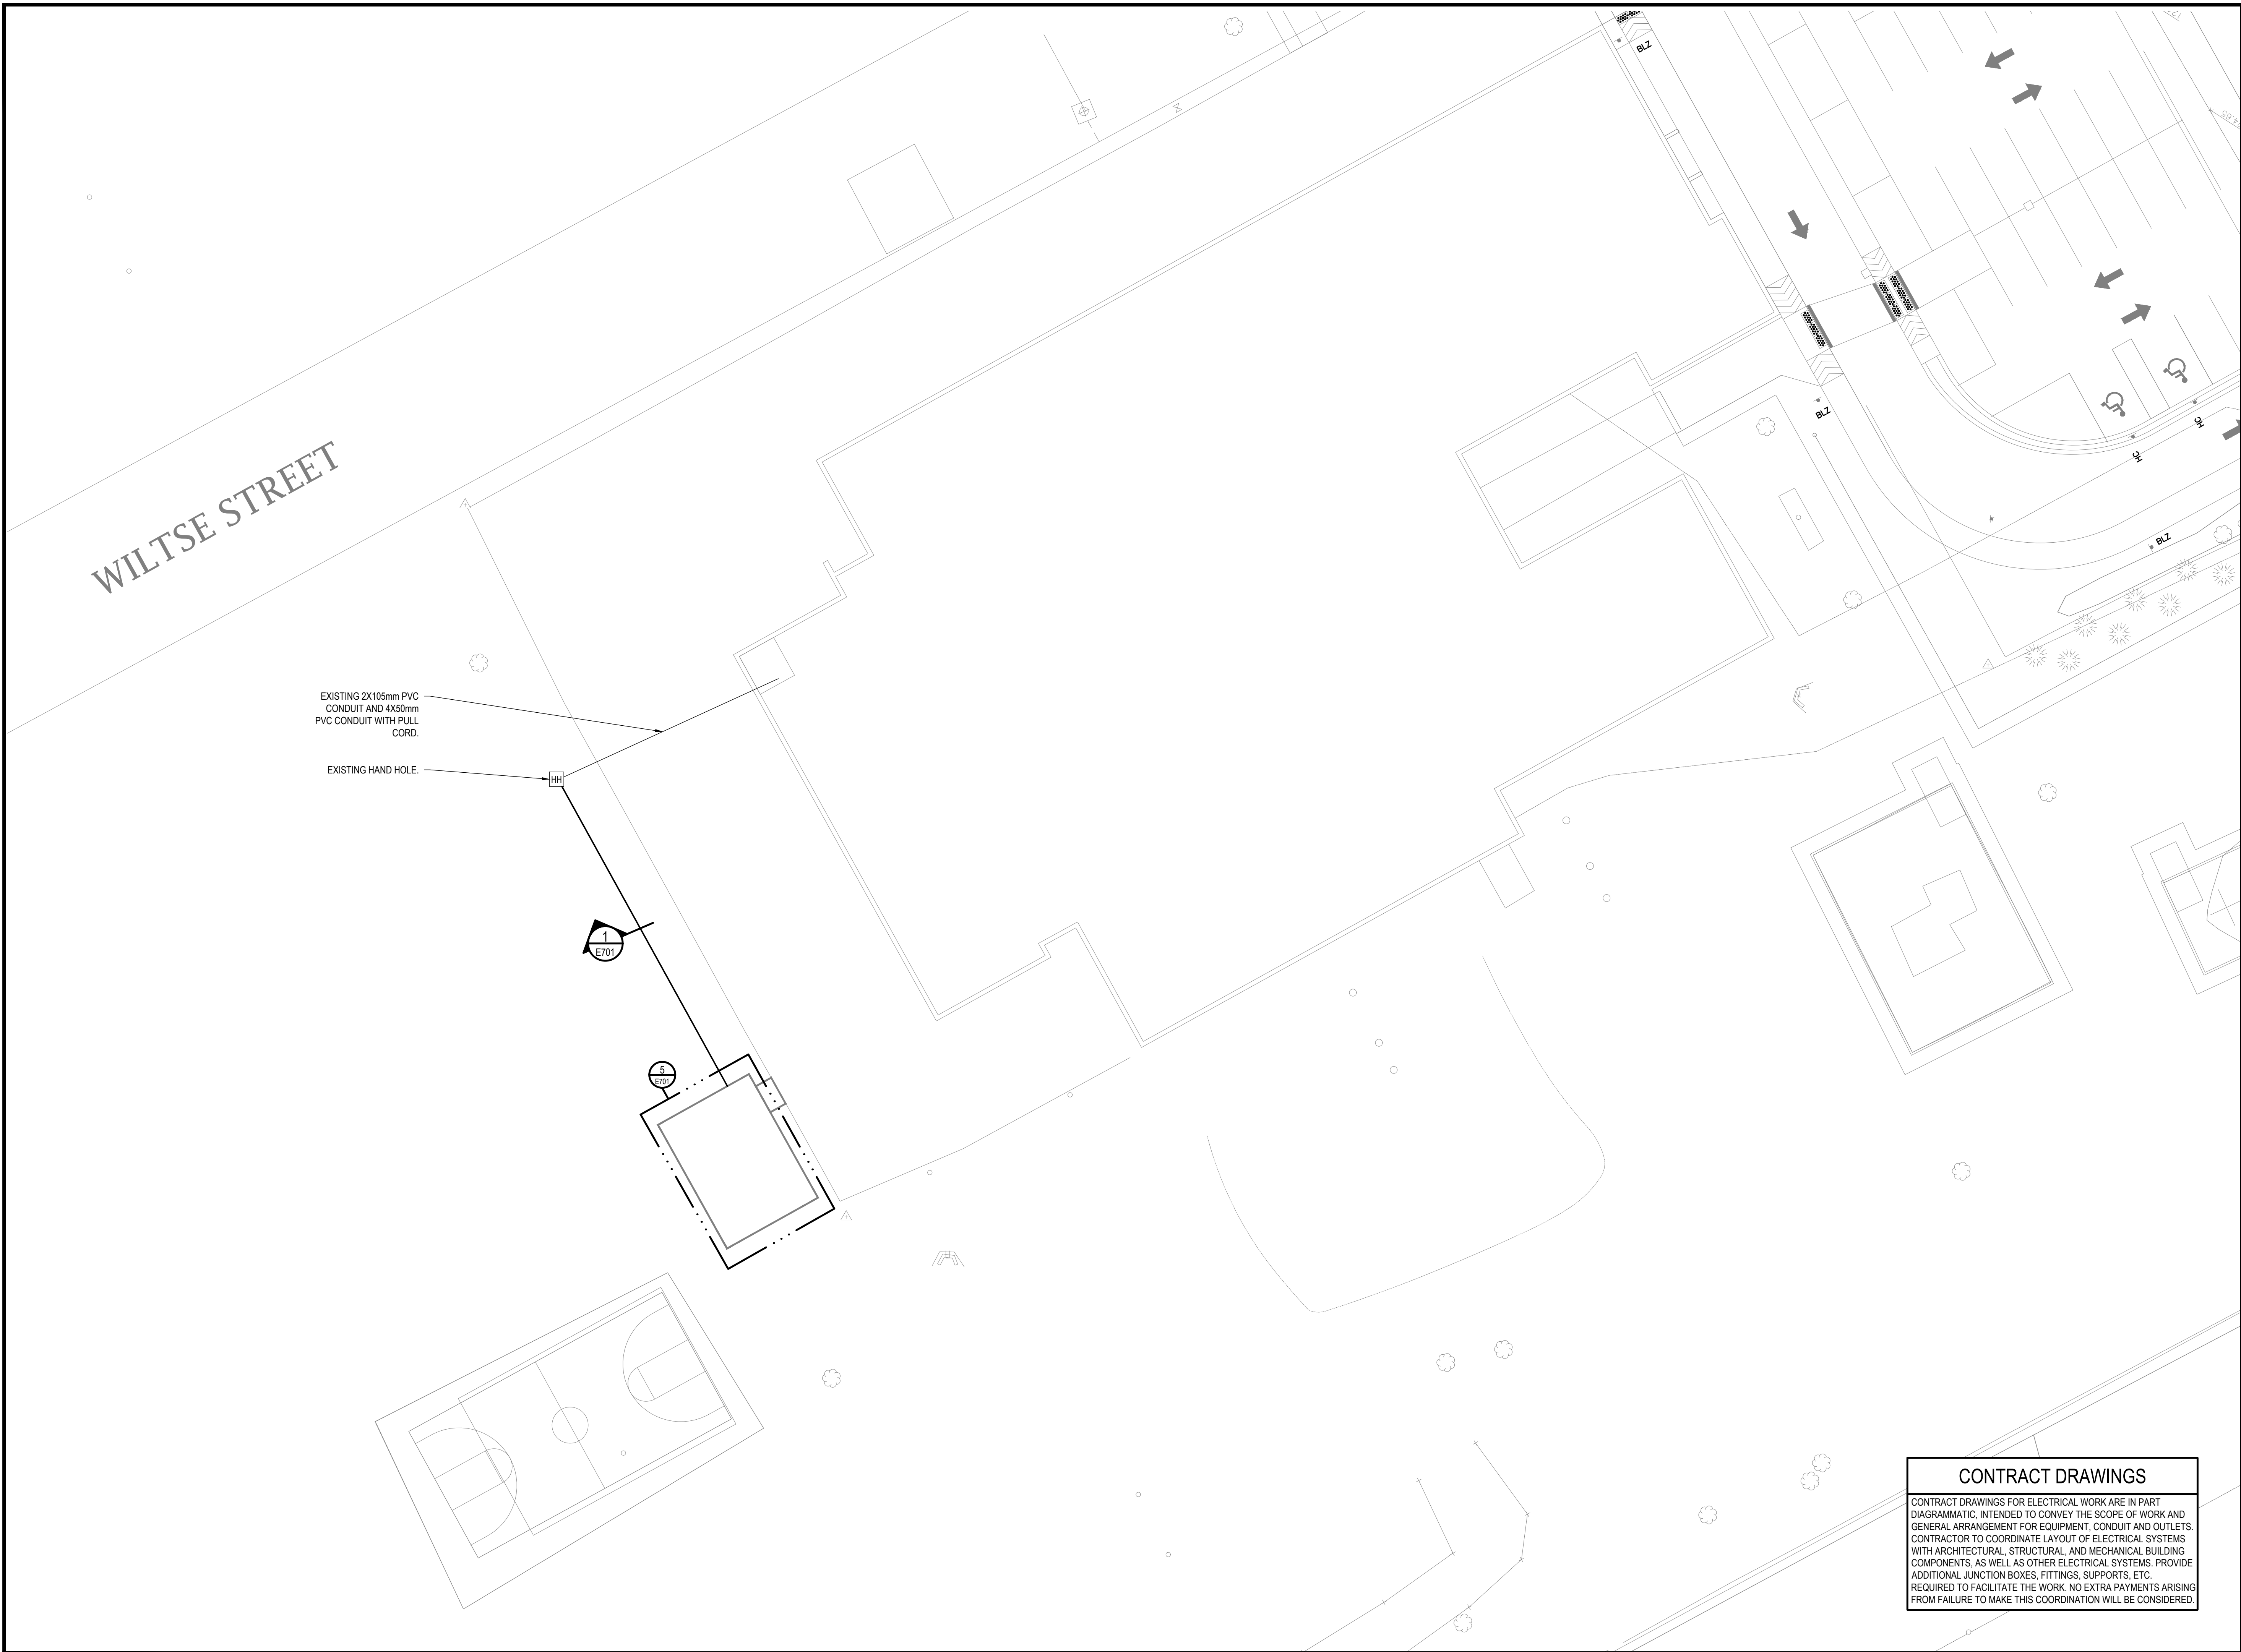 BLZ
WILTSE STREET
BLZ
HC
HC
BLZ
EXISTING 2X105mm PVC
CONDUIT AND 4X50mm
PVC CONDUIT WITH PULL
CORD.
EXISTING HAND HOLE.
HH
1
E701
5
E701
CONTRACT DRAWINGS
CONTRACT DRAWINGS FOR ELECTRICAL WORK ARE IN PART
DIAGRAMMATIC, INTENDED TO CONVEY THE SCOPE OF WORK AND
GENERAL ARRANGEMENT FOR EQUIPMENT, CONDUIT AND OUTLETS.
CONTRACTOR TO COORDINATE LAYOUT OF ELECTRICAL SYSTEMS
WITH ARCHITECTURAL, STRUCTURAL, AND MECHANICAL BUILDING
COMPONENTS, AS WELL AS OTHER ELECTRICAL SYSTEMS. PROVIDE
ADDITIONAL JUNCTION BOXES, FITTINGS, SUPPORTS, ETC.
REQUIRED TO FACILITATE THE WORK. NO EXTRA PAYMENTS ARISING
FROM FAILURE TO MAKE THIS COORDINATION WILL BE CONSIDERED.